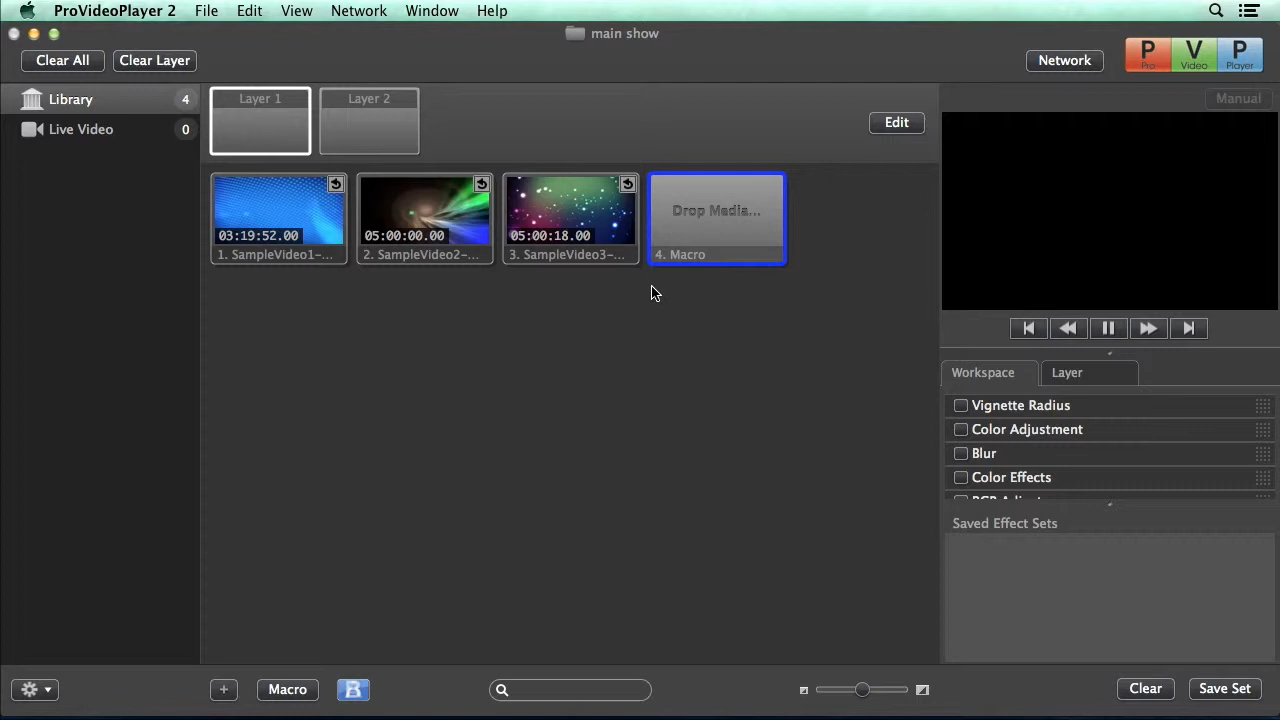 ProVideoPlayer 2 File Edit View Network Window Help
main show
Clear All Clear Layer Network P Pro V Video P Player
Library 4
Live Video 0
Layer 1 Layer 2
Edit
Manual
03:19:52.00 05:00:00.00 05:00:18.00 Drop Media...
1. SampleVideo1-... 2. SampleVideo2-... 3. SampleVideo3-... 4. Macro
Workspace Layer
Vignette Radius
Color Adjustment
Blur
Color Effects
RGB Adjust
Saved Effect Sets
+ Macro B Clear Save Set